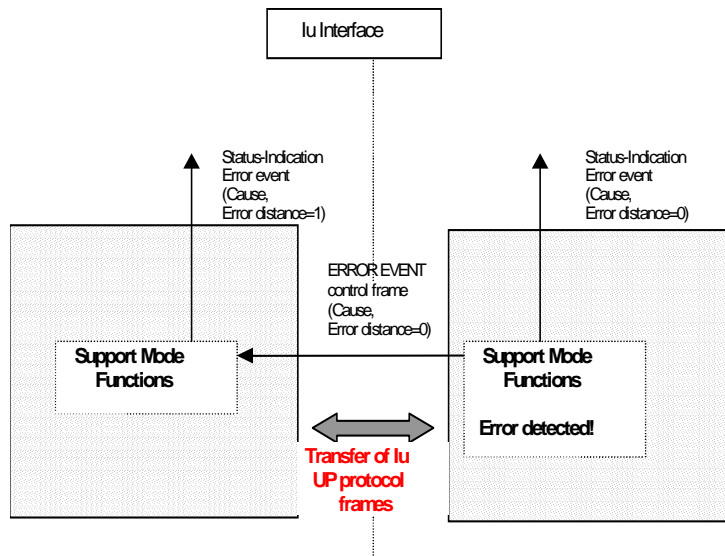 Iu Interface
Status-Indication
Error event
(Cause,
Error distance=1)
Status-Indication
Error event
(Cause,
Error distance=0)
ERROR EVENT
control frame
(Cause,
Error distance=0)
Support Mode
Functions
Support Mode
Functions
Error detected!
Transfer of Iu
UP protocol
frames